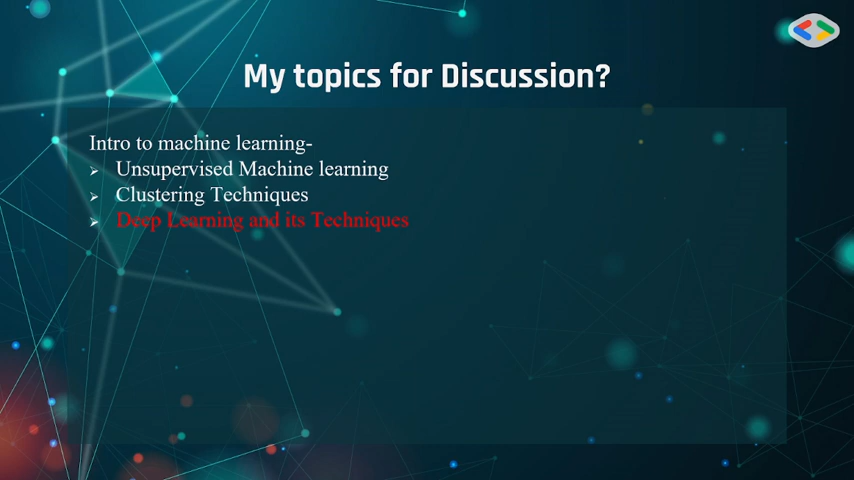 My topics for Discussion?
Intro to machine learning-
Unsupervised Machine learning
Clustering Techniques
Deep Learning and its Techniques